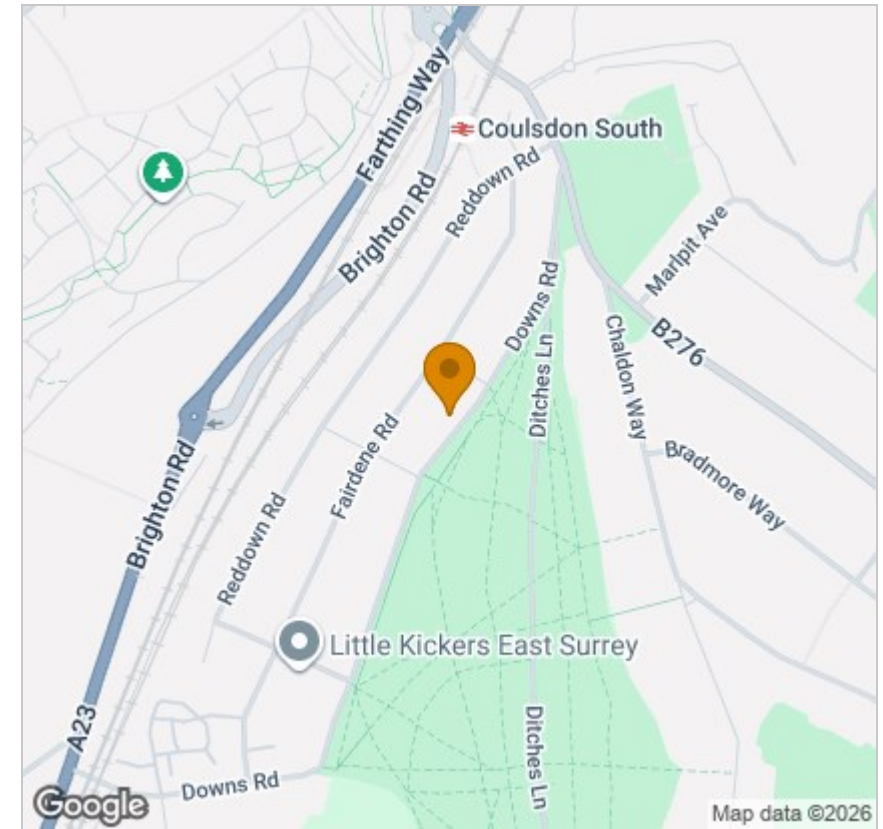 Farthing Way
Coulsdon South
Reddown Rd
Brighton Rd
Marlpit Ave
Downs Rd
B276
Ditches Ln
Chaldon Way
Fairdene Rd
Bradmore Way
Brighton Rd
Reddown Rd
Little Kickers East Surrey
A23
Ditches Ln
Downs Rd
Google
Map data ©2026